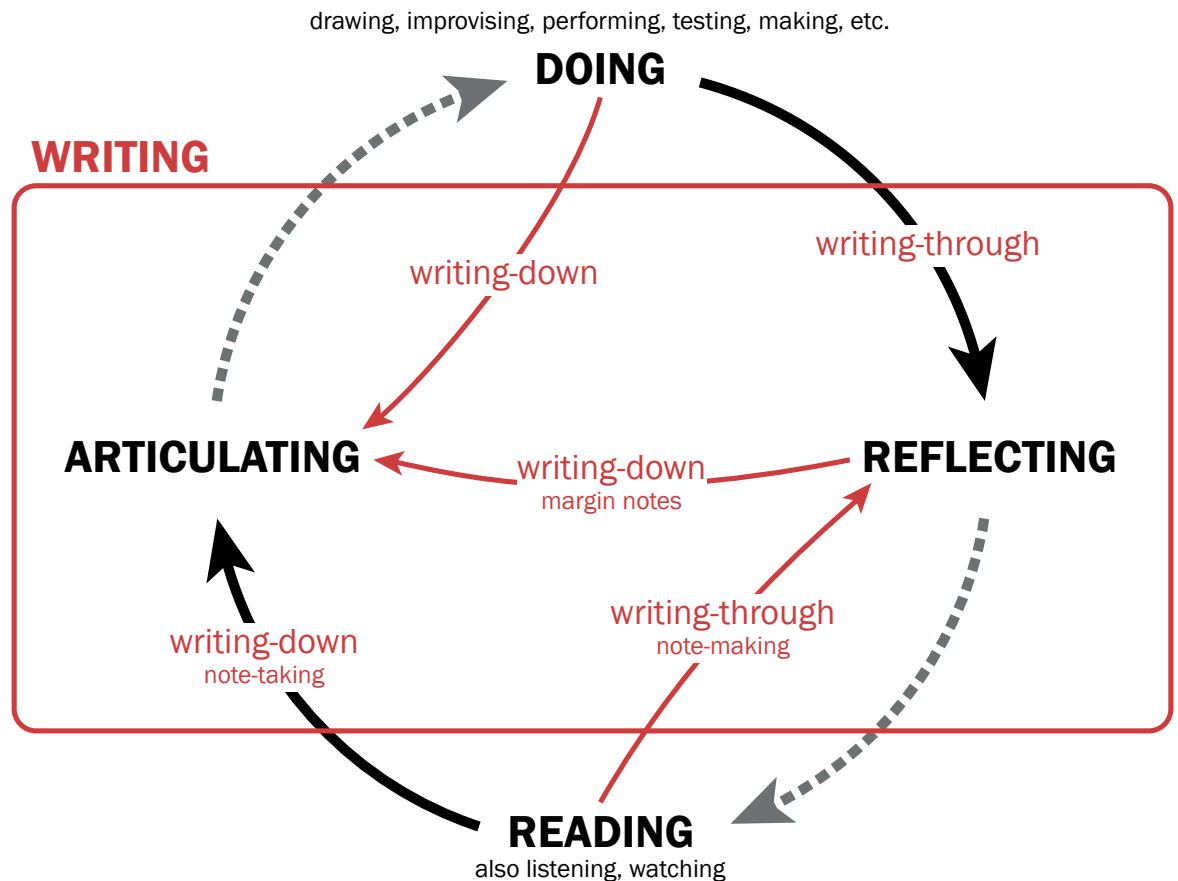 drawing, improvising, performing, testing, making, etc.
DOING
WRITING
writing-through
writing-down
ARTICULATING
REFLECTING
writing-down
margin notes
writing-through
note-making
writing-down
note-taking
READING
also listening, watching